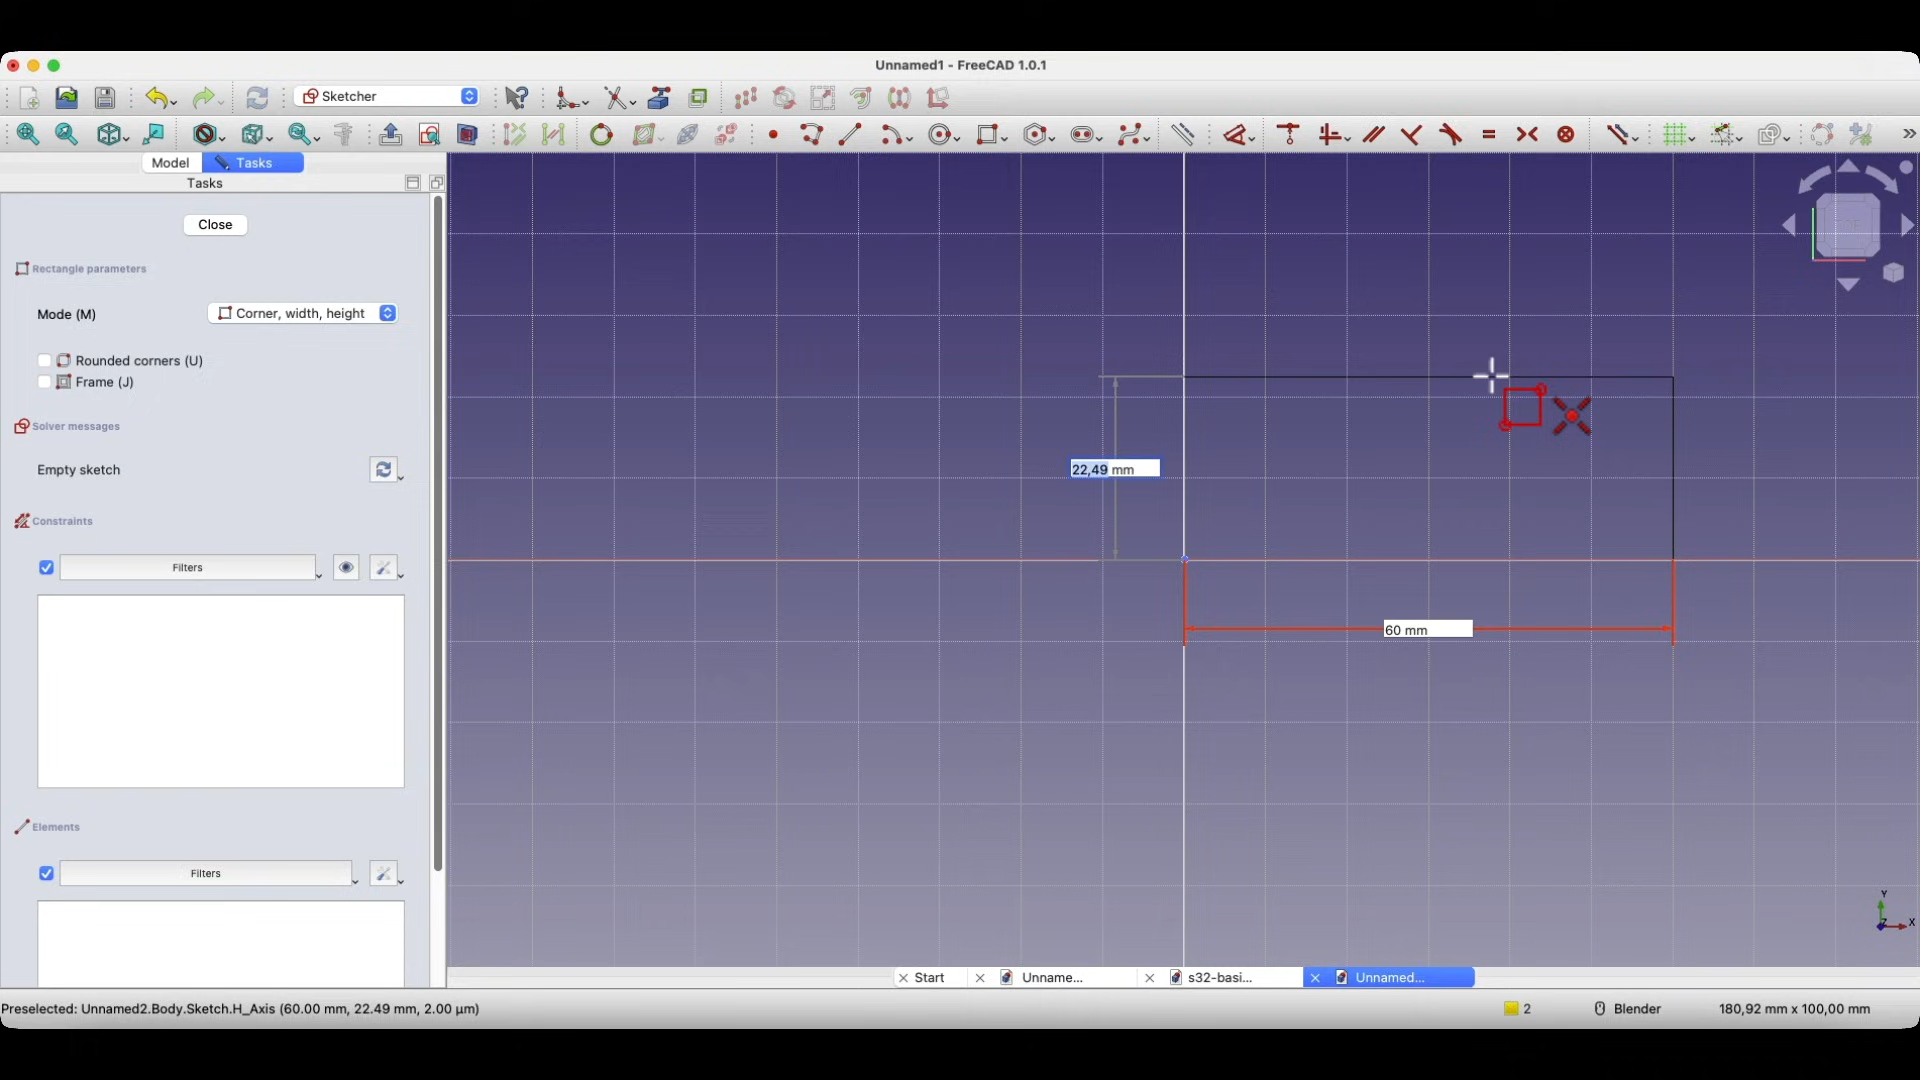 Unnamed1 - FreeCAD 1.0.1
Sketcher
Model
Tasks
Tasks
Close
Rectangle parameters
Mode (M)
Corner, width, height
Rounded corners (U)
Frame (J)
Solver messages
Empty sketch
Constraints
Filters
Elements
Filters
22,49 mm
60 mm
Y
Z
X
Start
Unname...
s32-basi...
Unnamed...
Preselected: Unnamed2.Body.Sketch.H_Axis (60.00 mm, 22.49 mm, 2.00 µm)
2
Blender
180,92 mm x 100,00 mm